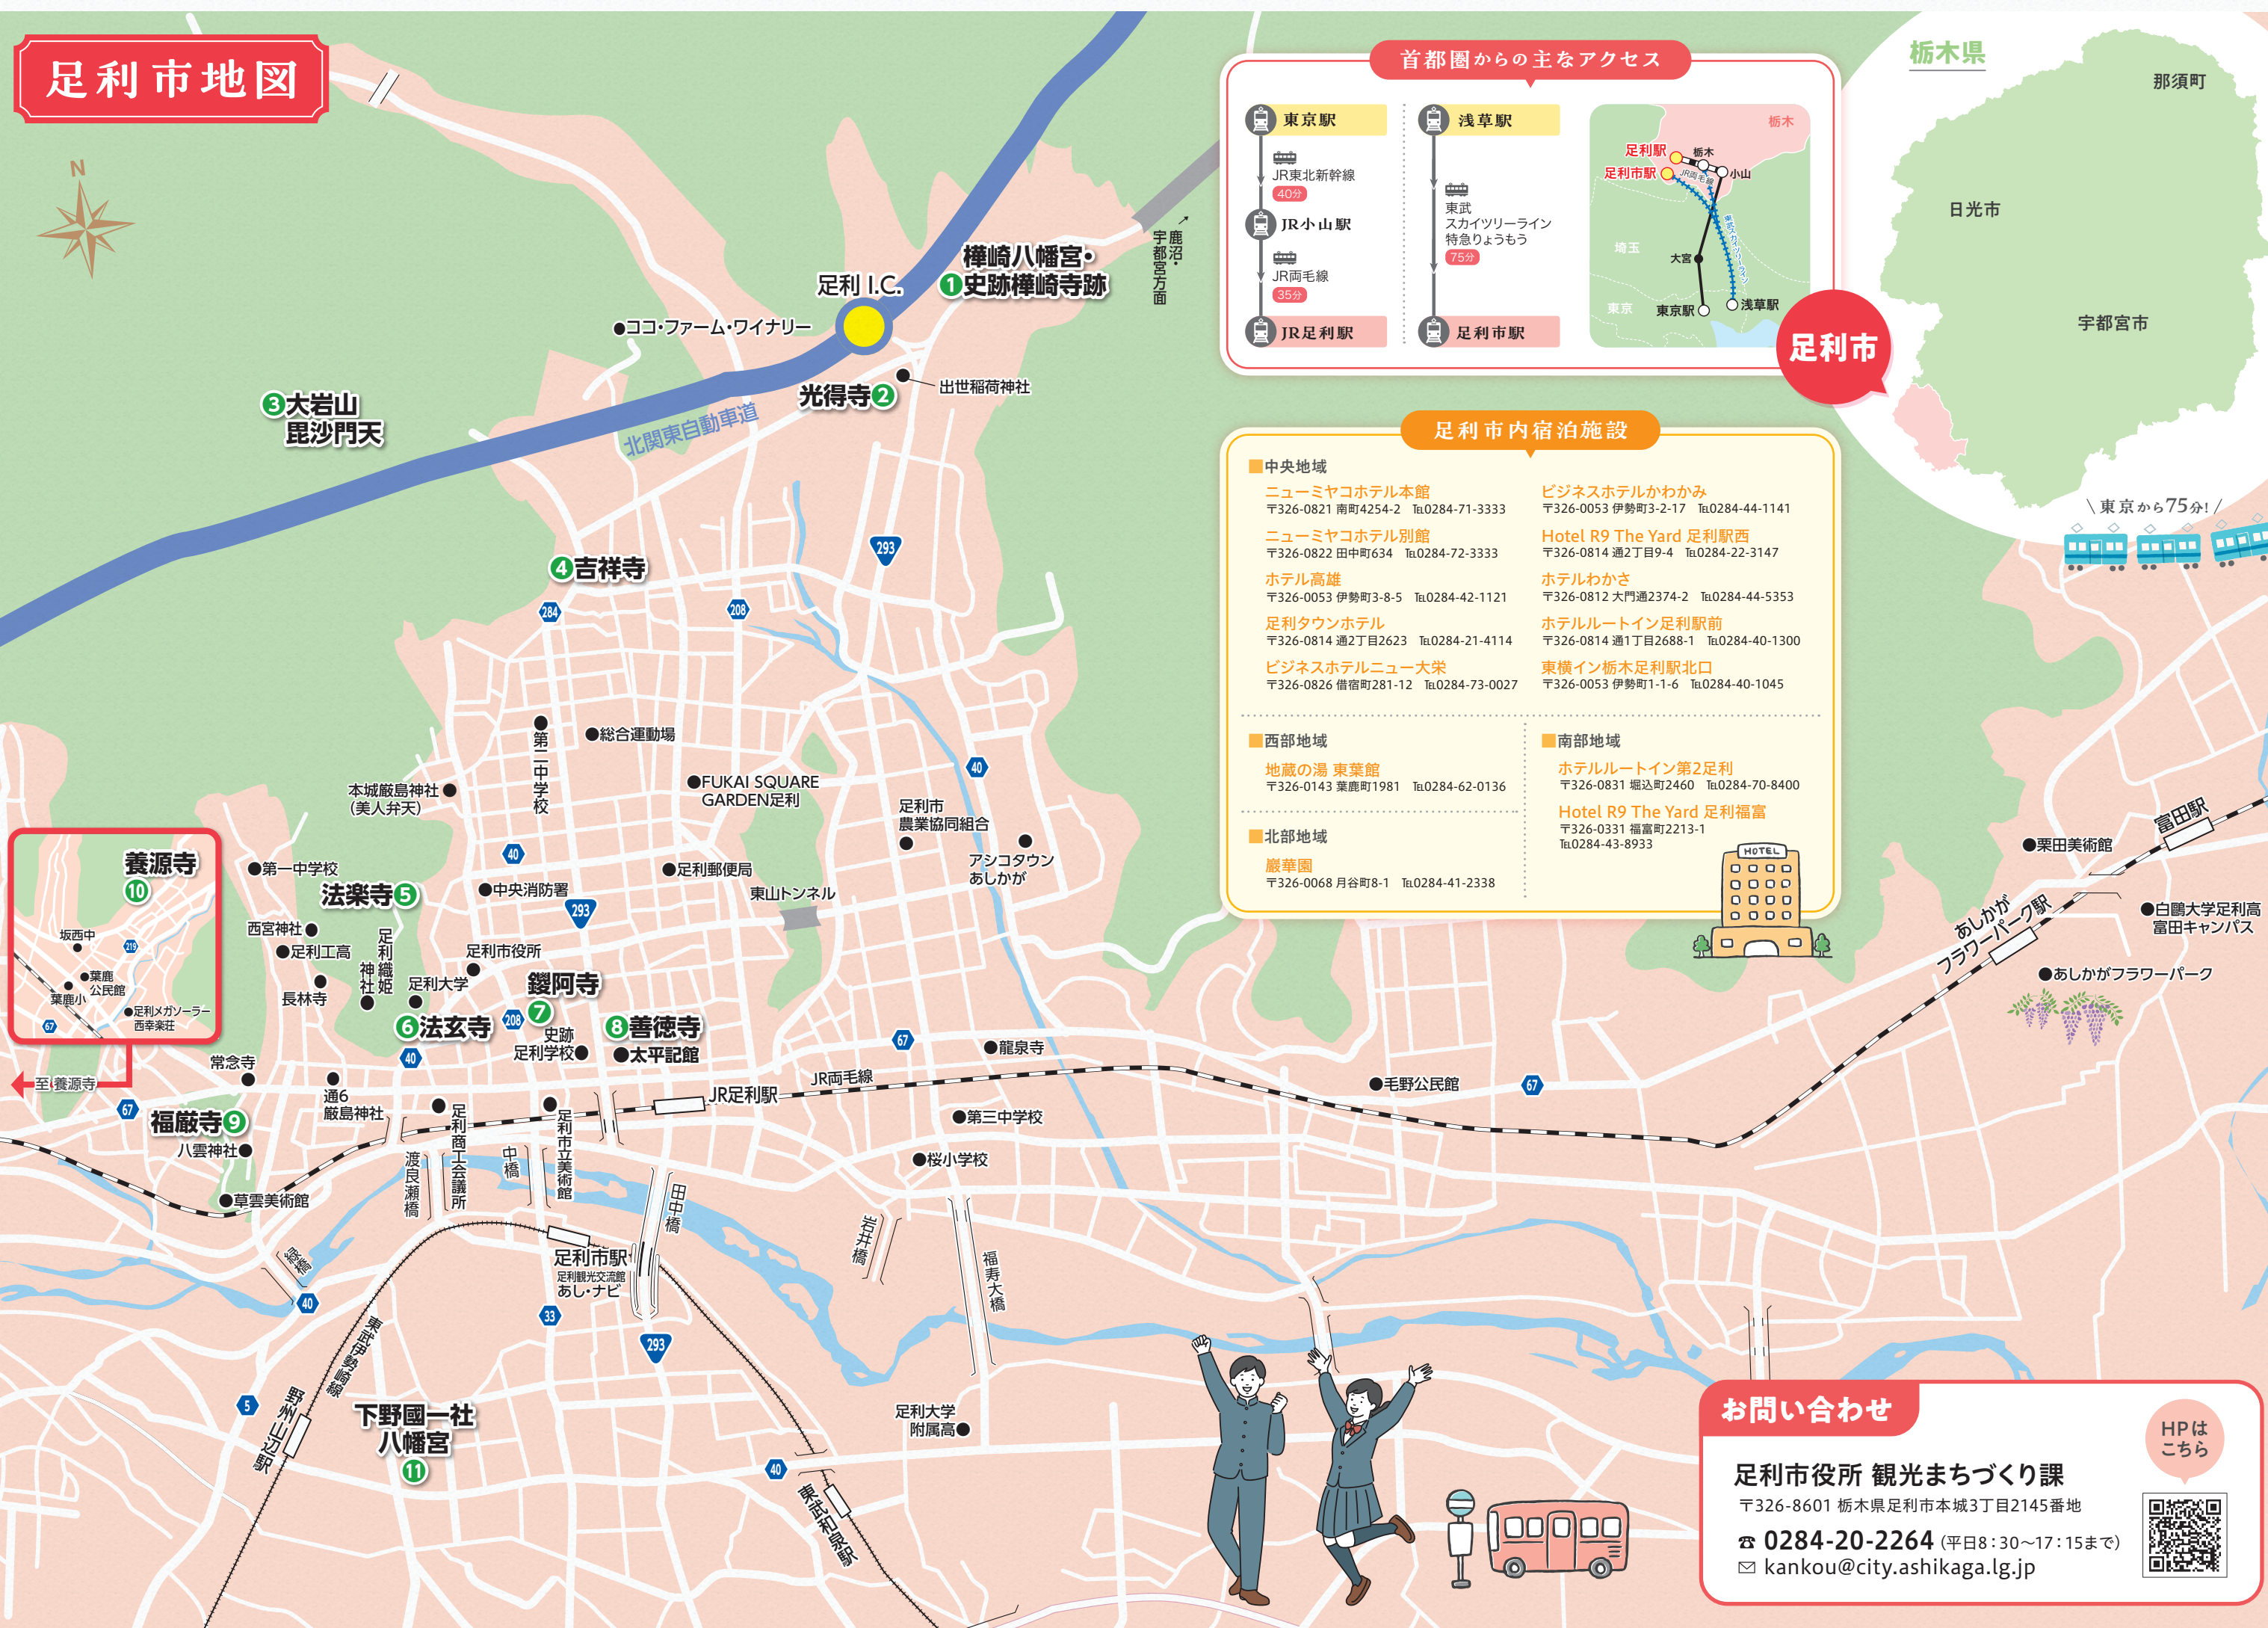 足利市地図
N
首都圏からの主なアクセス
東京駅
JR東北新幹線
40分
JR小山駅
JR両毛線
35分
JR足利駅
浅草駅
東武
スカイツリーライン
特急りょうもう
75分
足利市駅
栃木
足利駅
栃木
足利市駅
JR両毛線
小山
東武スカイツリーライン
埼玉
大宮
東京
東京駅
浅草駅
栃木県
那須町
日光市
宇都宮市
足利市
東京から75分!
足利市内宿泊施設
■中央地域
ニューミヤコホテル本館
〒326-0821 南町4254-2 ℡0284-71-3333
ニューミヤコホテル別館
〒326-0822 田中町634 ℡0284-72-3333
ホテル高雄
〒326-0053 伊勢町3-8-5 ℡0284-42-1121
足利タウンホテル
〒326-0814 通2丁目2623 ℡0284-21-4114
ビジネスホテルニュー大栄
〒326-0826 借宿町281-12 ℡0284-73-0027
ビジネスホテルかわかみ
〒326-0053 伊勢町3-2-17 ℡0284-44-1141
Hotel R9 The Yard 足利駅西
〒326-0814 通2丁目9-4 ℡0284-22-3147
ホテルわかさ
〒326-0812 大門通2374-2 ℡0284-44-5353
ホテルルートイン足利駅前
〒326-0814 通1丁目2688-1 ℡0284-40-1300
東横イン栃木足利駅北口
〒326-0053 伊勢町1-1-6 ℡0284-40-1045
■西部地域
地蔵の湯 東葉館
〒326-0143 葉鹿町1981 ℡0284-62-0136
■北部地域
巖華園
〒326-0068 月谷町8-1 ℡0284-41-2338
■南部地域
ホテルルートイン第2足利
〒326-0831 堀込町2460 ℡0284-70-8400
Hotel R9 The Yard 足利福富
〒326-0331 福富町2213-1
℡0284-43-8933
HOTEL
鹿沼・
宇都宮方面
足利 I.C.
樺崎八幡宮・
①史跡樺崎寺跡
ココ・ファーム・ワイナリー
光得寺②
出世稲荷神社
北関東自動車道
③大岩山
毘沙門天
293
④吉祥寺
284
208
第二中学校
総合運動場
本城厳島神社
(美人弁天)
FUKAI SQUARE
GARDEN足利
40
足利市
農業協同組合
アシコタウン
あしかが
40
第一中学校
足利郵便局
法楽寺⑤
中央消防署
293
東山トンネル
養源寺
⑩
坂西中
219
葉鹿
公民館
葉鹿小
足利メガソーラー
西幸楽荘
67
至 養源寺
西宮神社
足利工高
足利織姫
神社
足利市役所
長林寺
足利大学
鑁阿寺
⑦
⑥法玄寺
208
⑧善徳寺
史跡
足利学校
太平記館
40
67
龍泉寺
常念寺
通6
厳島神社
67
福厳寺⑨
八雲神社
草雲美術館
JR足利駅
JR両毛線
毛野公民館
67
足利商工会議所
足利市立美術館
第三中学校
桜小学校
渡良瀬橋
中橋
田中橋
岩井橋
福寿大橋
緑橋
40
足利市駅
足利観光交流館
あし・ナビ
33
293
東武伊勢崎線
5
野州山辺駅
下野國一社
八幡宮
⑪
足利大学
附属高
40
東武和泉駅
富田駅
栗田美術館
あしかが
フラワーパーク駅
白鷗大学足利高
富田キャンパス
あしかがフラワーパーク
お問い合わせ
HPは
こちら
足利市役所 観光まちづくり課
〒326-8601 栃木県足利市本城3丁目2145番地
☎ 0284-20-2264 (平日8:30〜17:15まで)
✉ kankou@city.ashikaga.lg.jp